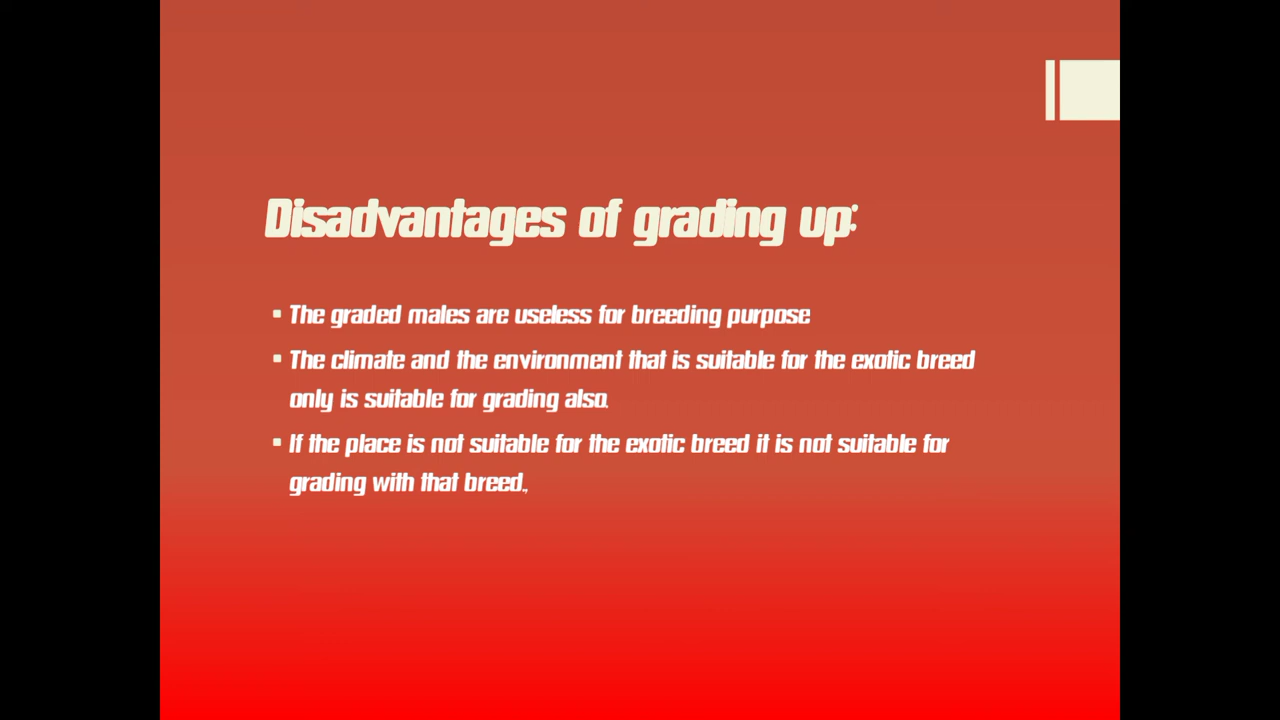 Disadvantages of grading up:
▪ The graded males are useless for breeding purpose
▪ The climate and the environment that is suitable for the exotic breed
only is suitable for grading also.
▪ If the place is not suitable for the exotic breed it is not suitable for
grading with that breed.,